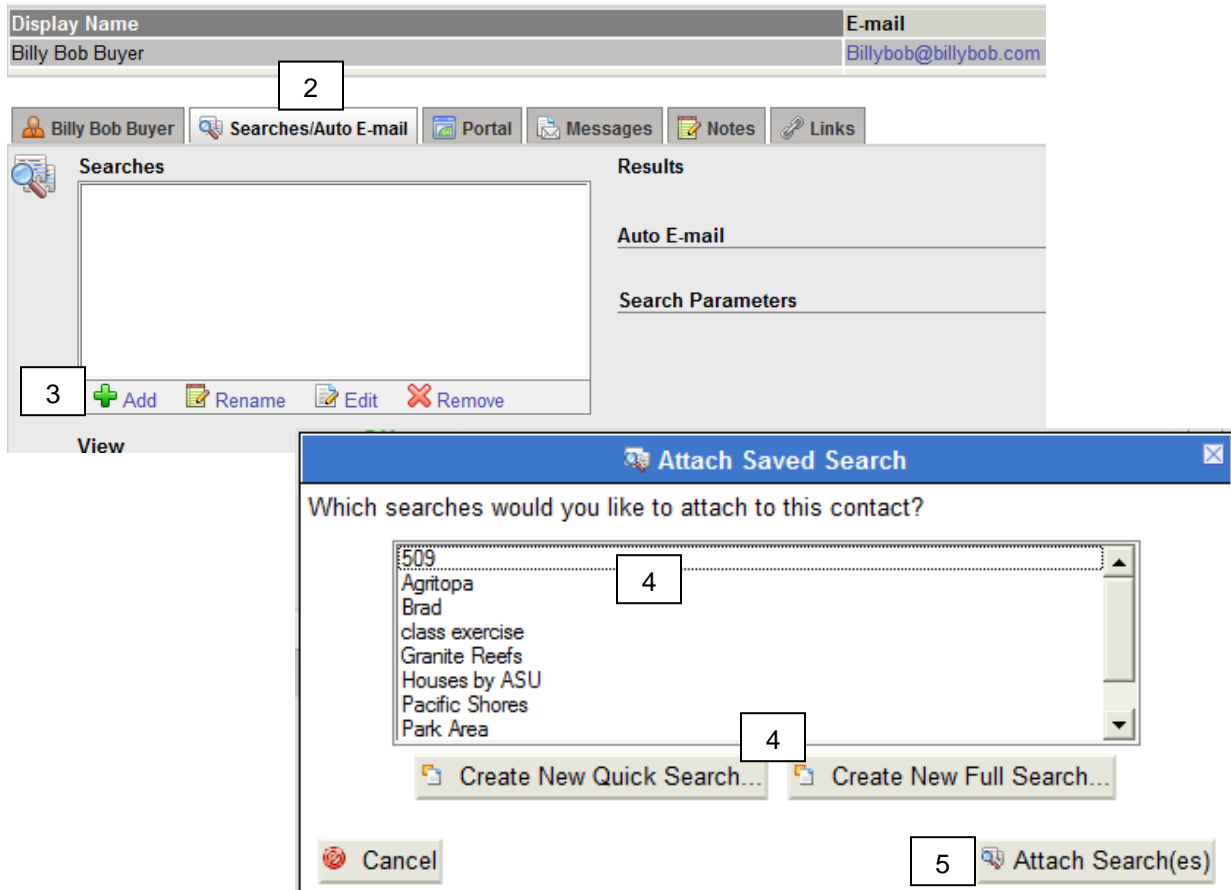 Display Name E-mail
Billy Bob Buyer Billybob@billybob.com
2
Billy Bob Buyer Searches/Auto E-mail Portal Messages Notes Links
Searches Results
Auto E-mail
Search Parameters
3 Add Rename Edit Remove
View
Attach Saved Search
Which searches would you like to attach to this contact?
509
4
Agritopa
Brad
class exercise
Granite Reefs
Houses by ASU
Pacific Shores
Park Area
4
Create New Quick Search... Create New Full Search...
Cancel 5 Attach Search(es)